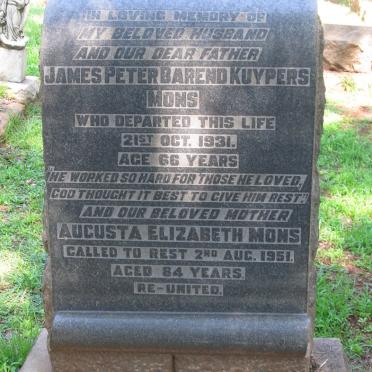 IN LOVING MEMORY OF
MY BELOVED HUSBAND
AND OUR DEAR FATHER
JAMES PETER BAREND KUYPERS
MONS
WHO DEPARTED THIS LIFE
21ST OCT. 1931.
AGE 66 YEARS
"HE WORKED SO HARD FOR THOSE HE LOVED,
GOD THOUGHT IT BEST TO GIVE HIM REST."
AND OUR BELOVED MOTHER
AUGUSTA ELIZABETH MONS
CALLED TO REST 2ND AUG. 1951.
AGED 84 YEARS.
RE-UNITED.